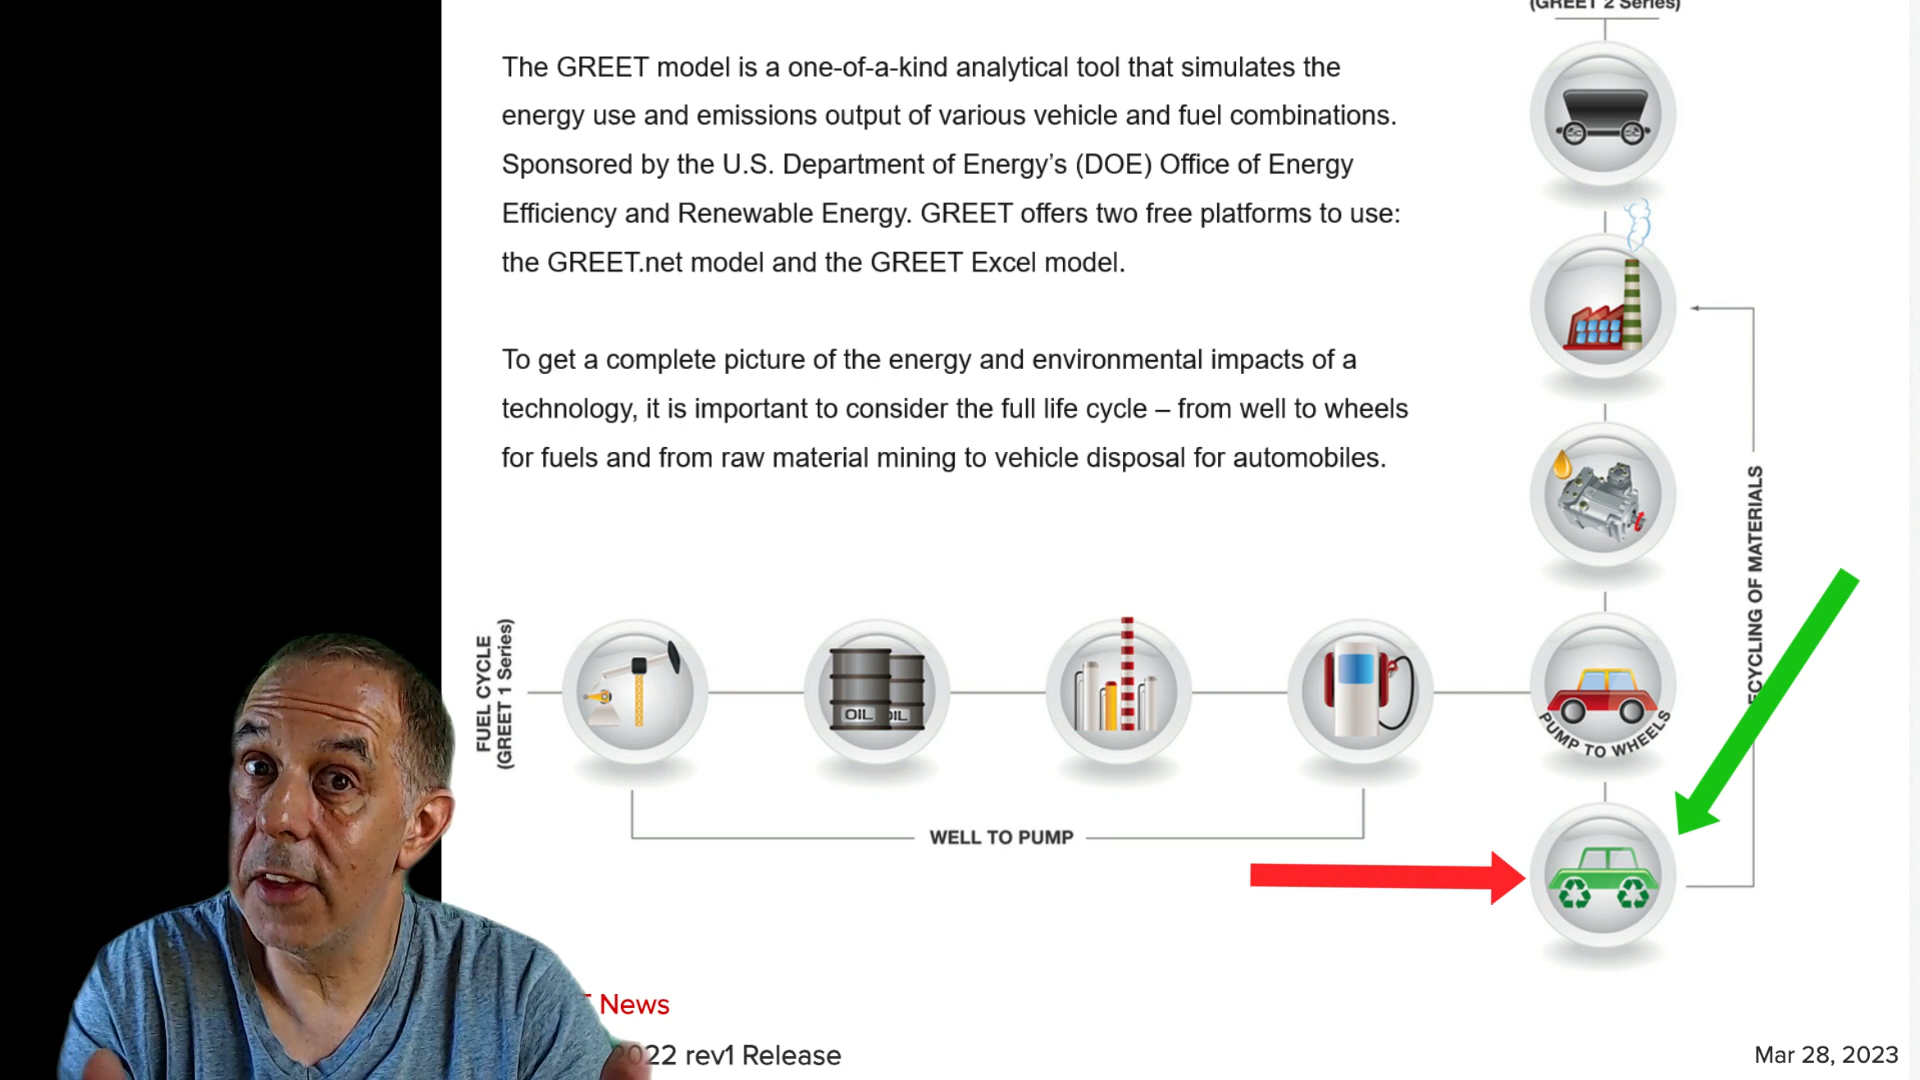 (GREET 2 Series)
The GREET model is a one-of-a-kind analytical tool that simulates the
energy use and emissions output of various vehicle and fuel combinations.
Sponsored by the U.S. Department of Energy’s (DOE) Office of Energy
Efficiency and Renewable Energy. GREET offers two free platforms to use:
the GREET.net model and the GREET Excel model.
To get a complete picture of the energy and environmental impacts of a
technology, it is important to consider the full life cycle – from well to wheels
for fuels and from raw material mining to vehicle disposal for automobiles.
ECYCLING OF MATERIALS
FUEL CYCLE
(GREET 1 Series)
OIL
OIL
PUMP TO WHEELS
WELL TO PUMP
News
2022 rev1 Release
Mar 28, 2023